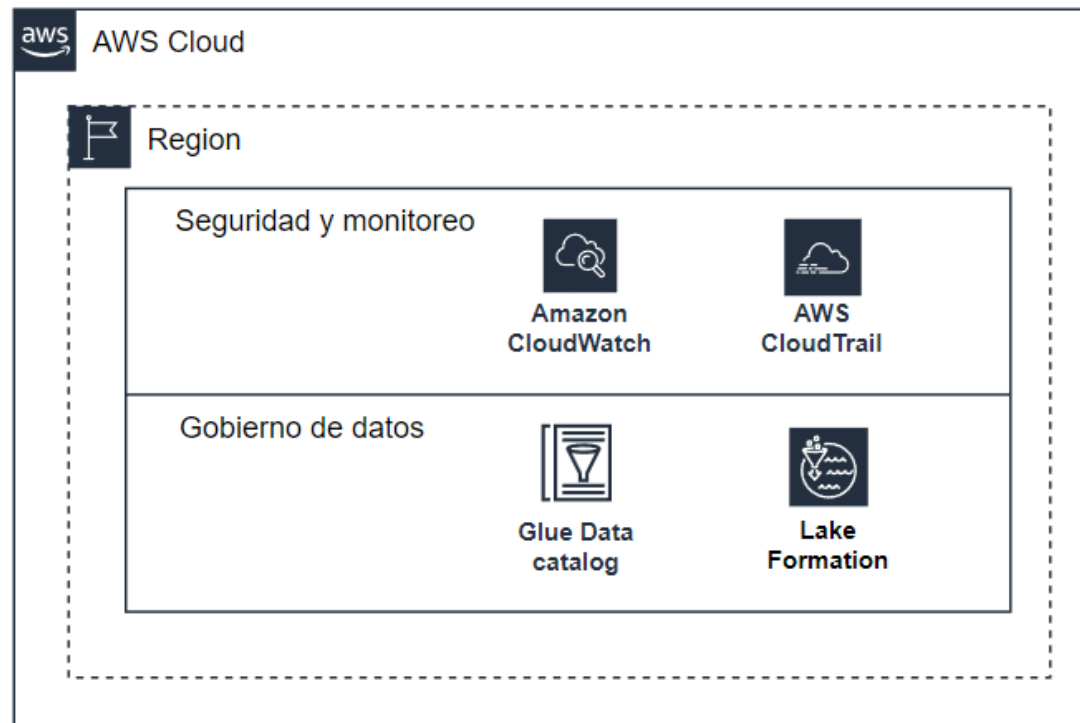 aws
AWS Cloud
Region
Seguridad y monitoreo
Amazon
CloudWatch
AWS
CloudTrail
Gobierno de datos
Glue Data
catalog
Lake
Formation